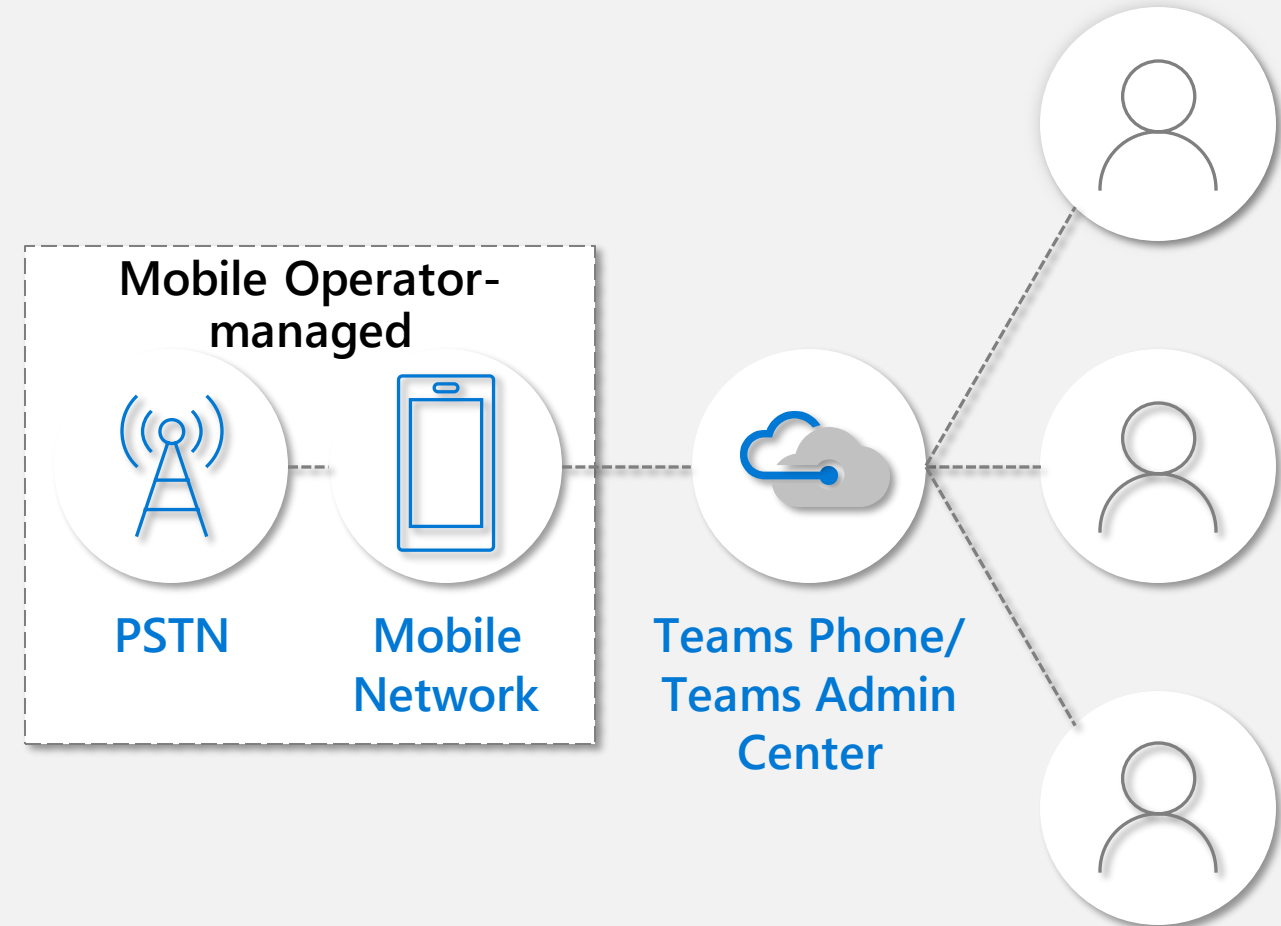 Mobile Operator-
managed
PSTN
Mobile
Network
Teams Phone/
Teams Admin
Center